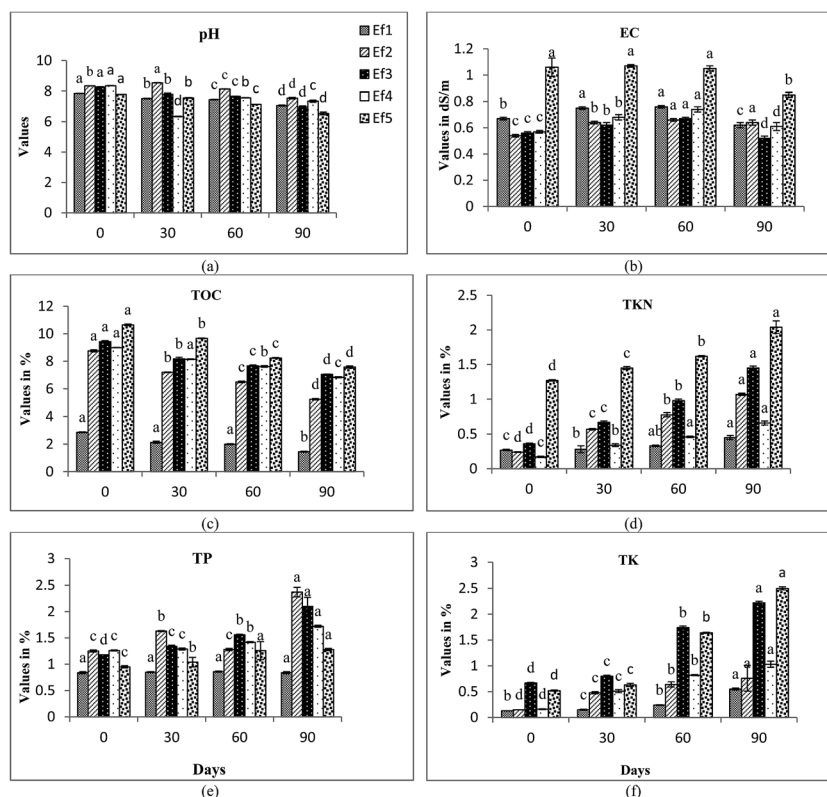 pH
Ef1
Ef2
Ef3
Ef4
Ef5
Values
10
8
6
4
2
0
a b a a a
b a b d b
c c c b c
d d d c d
0 30 60 90
(a)
EC
Values in dS/m
1.2
1
0.8
0.6
0.4
0.2
0
b c c c a
a b b b a
a a a a a
c a d c b
0 30 60 90
(b)
TOC
Values in %
12
10
8
6
4
2
0
a a a a a
a b b a b
a c c b c
b d d c d
0 30 60 90
(c)
TKN
Values in %
2.5
2
1.5
1
0.5
0
c d c c d
b c c b c
ab b b a b
a a a a a
0 30 60 90
(d)
TP
Values in %
3
2.5
2
1.5
1
0.5
0
a c d c c
a b c c b
a c b b a
a a a a a
0 30 60 90
Days
(e)
TK
Values in %
3
2.5
2
1.5
1
0.5
0
b d d d d
c c c c c
b b b b b
a a a a a
0 30 60 90
Days
(f)